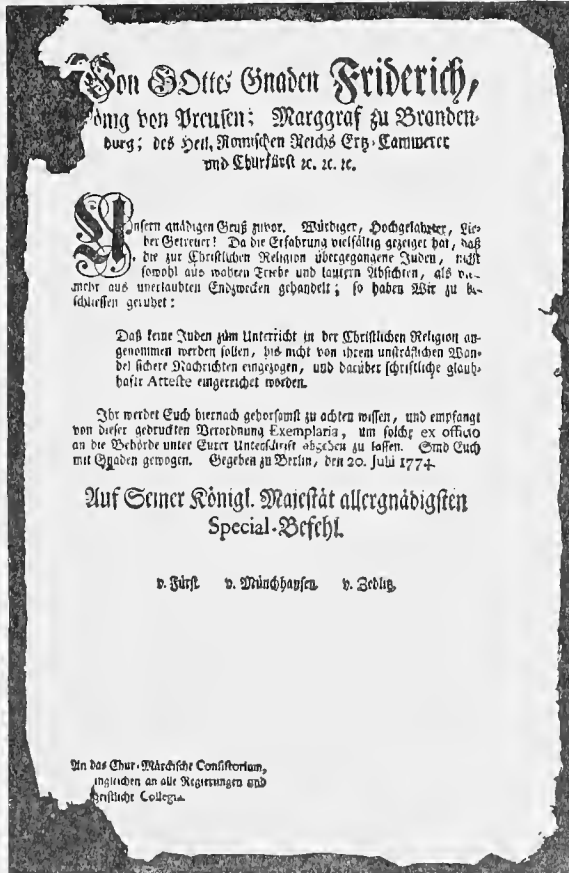 Von GOttes Gnaden Friderich,
König von Preusen; Marggraf zu Branden-
burg; des Heil. Römischen Reichs Ertz-Cammerer
und Churfürst ꝛc. ꝛc. ꝛc.
Unsern gnädigen Gruß zuvor. Würdiger, Hochgelahrter, Lie-
ber Getreuer! Da die Erfahrung vielfältig gezeiget hat, daß
die zur Christlichen Religion übergegangene Juden, nicht
sowohl aus wahren Triebe und lautern Absichten, als viel-
mehr aus unerlaubten Endzwecken gehandelt; so haben Wir zu be-
schliessen geruhet:
Daß keine Juden zum Unterricht in der Christlichen Religion an-
genommen werden sollen, bis nicht von ihrem unsträflichen Wan-
del sichere Nachrichten eingezogen, und darüber schriftliche glaub-
hafte Atteste eingereichet worden.
Ihr werdet Euch hiernach gehorsamst zu achten wissen, und empfangt
von dieser gedruckten Verordnung Exemplaria, um solche ex officio
an die Behörde unter Eurer Unterschrift abgehen zu lassen. Sind Euch
mit Gnaden gewogen. Gegeben zu Berlin, den 20. Juli 1774.
Auf Seiner Königl. Majestät allergnädigsten
Special-Befehl.
v. Fürst. v. Münchhausen. v. Zedlitz.
An das Chur-Märckische Consistorium,
ingleichen an alle Regierungen und
Geistliche Collegia.